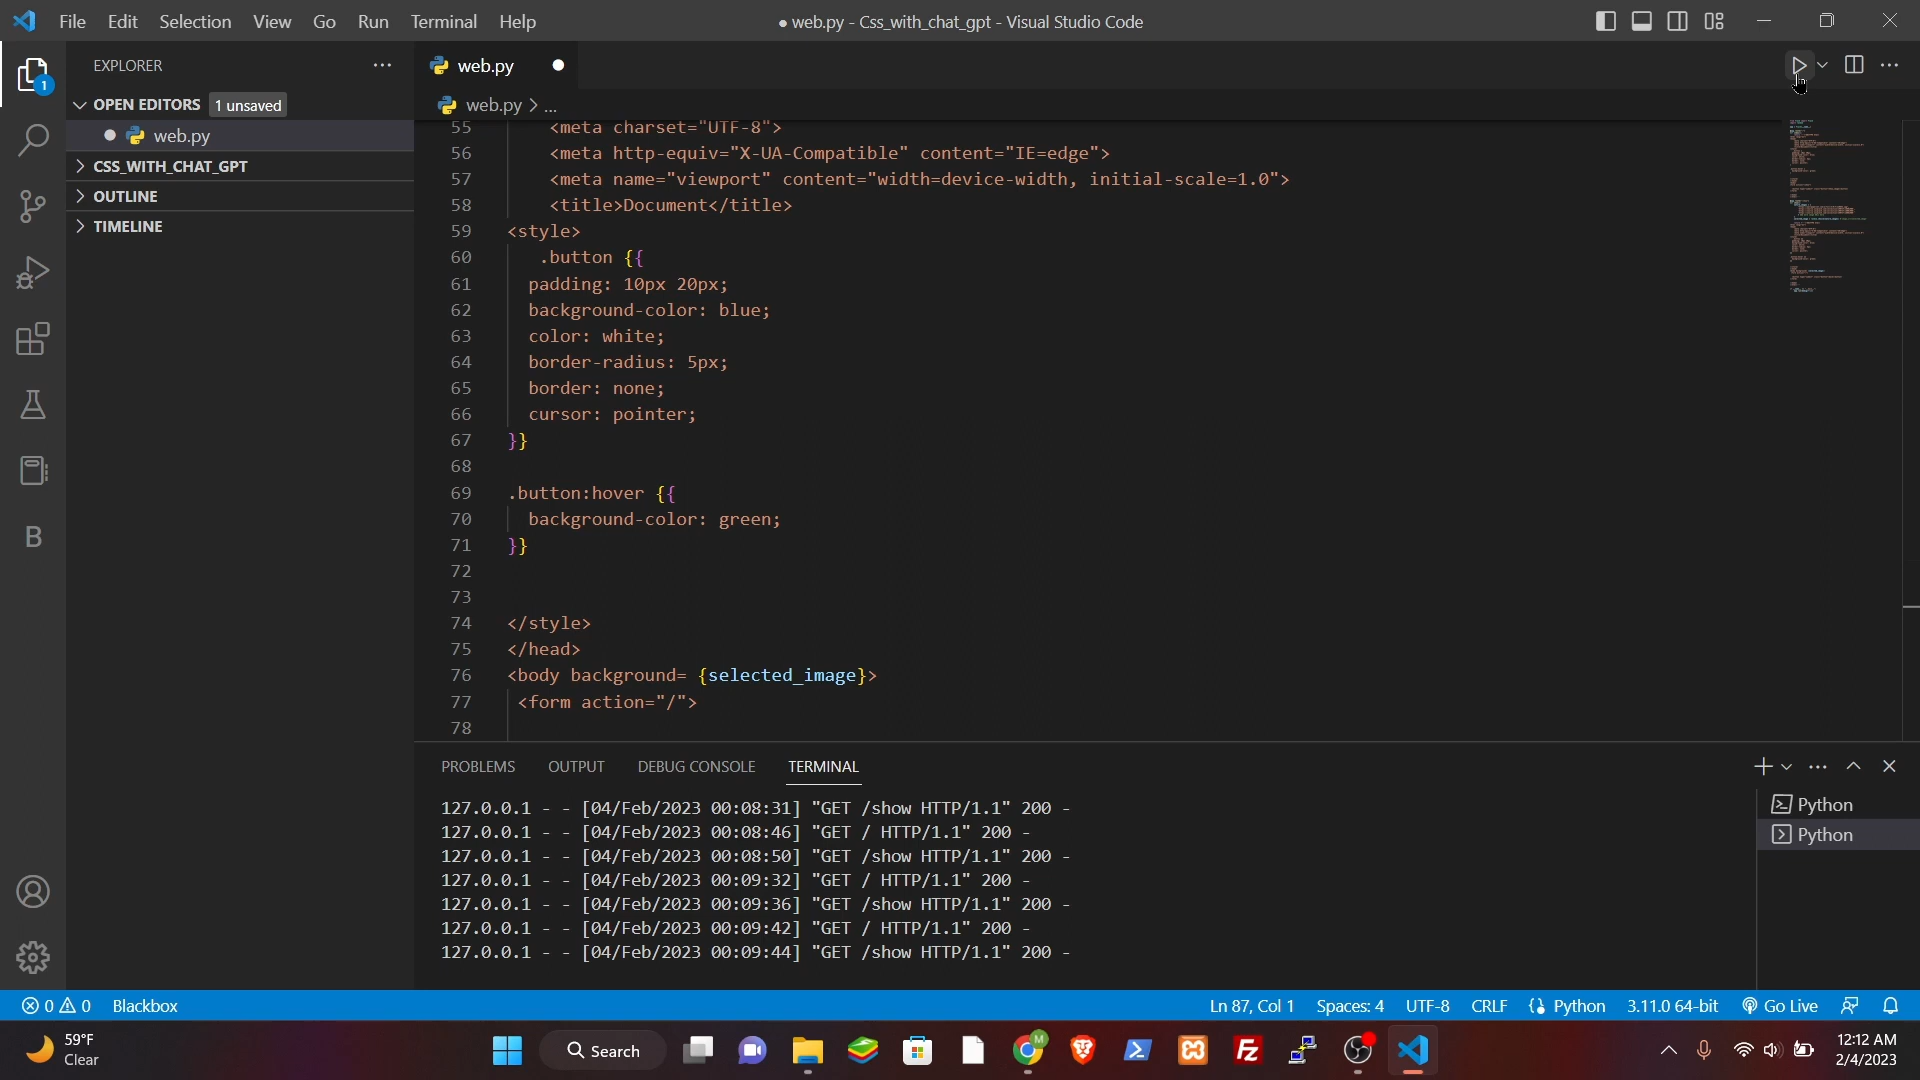 File Edit Selection View Go Run Terminal Help
● web.py - Css_with_chat_gpt - Visual Studio Code
EXPLORER
OPEN EDITORS 1 unsaved
web.py
CSS_WITH_CHAT_GPT
OUTLINE
TIMELINE
1
B
web.py
web.py > ...
55 <meta charset="UTF-8">
56 <meta http-equiv="X-UA-Compatible" content="IE=edge">
57 <meta name="viewport" content="width=device-width, initial-scale=1.0">
58 <title>Document</title>
59 <style>
60 .button {{
61 padding: 10px 20px;
62 background-color: blue;
63 color: white;
64 border-radius: 5px;
65 border: none;
66 cursor: pointer;
67 }}
68
69 .button:hover {{
70 background-color: green;
71 }}
72
73
74 </style>
75 </head>
76 <body background= {selected_image}>
77 <form action="/">
78
PROBLEMS OUTPUT DEBUG CONSOLE TERMINAL
127.0.0.1 - - [04/Feb/2023 00:08:31] "GET /show HTTP/1.1" 200 -
127.0.0.1 - - [04/Feb/2023 00:08:46] "GET / HTTP/1.1" 200 -
127.0.0.1 - - [04/Feb/2023 00:08:50] "GET /show HTTP/1.1" 200 -
127.0.0.1 - - [04/Feb/2023 00:09:32] "GET / HTTP/1.1" 200 -
127.0.0.1 - - [04/Feb/2023 00:09:36] "GET /show HTTP/1.1" 200 -
127.0.0.1 - - [04/Feb/2023 00:09:42] "GET / HTTP/1.1" 200 -
127.0.0.1 - - [04/Feb/2023 00:09:44] "GET /show HTTP/1.1" 200 -
Python
Python
0 0 Blackbox
Ln 87, Col 1 Spaces: 4 UTF-8 CRLF Python 3.11.0 64-bit Go Live
59°F
Clear
Search
M
Fz
12:12 AM
2/4/2023